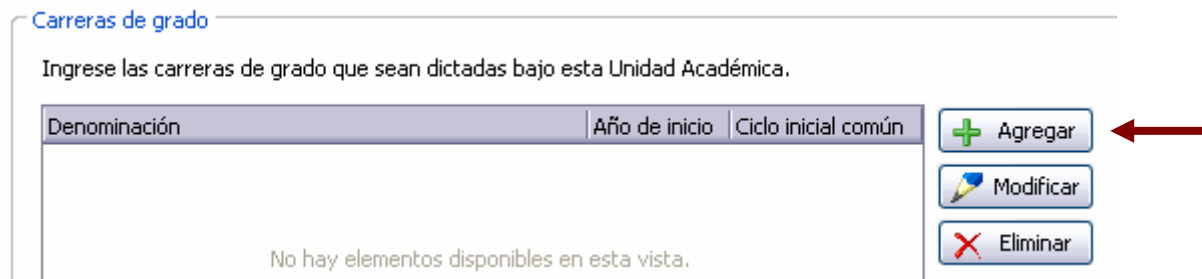 Carreras de grado
Ingrese las carreras de grado que sean dictadas bajo esta Unidad Académica.
Denominación Año de inicio Ciclo inicial común
Agregar
Modificar
Eliminar
No hay elementos disponibles en esta vista.